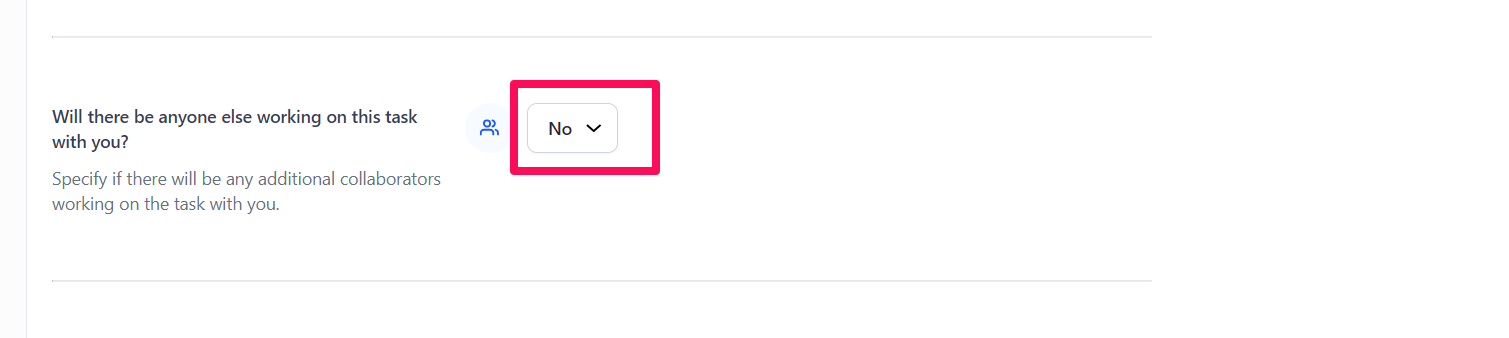 Will there be anyone else working on this task
with you?
No
Specify if there will be any additional collaborators
working on the task with you.